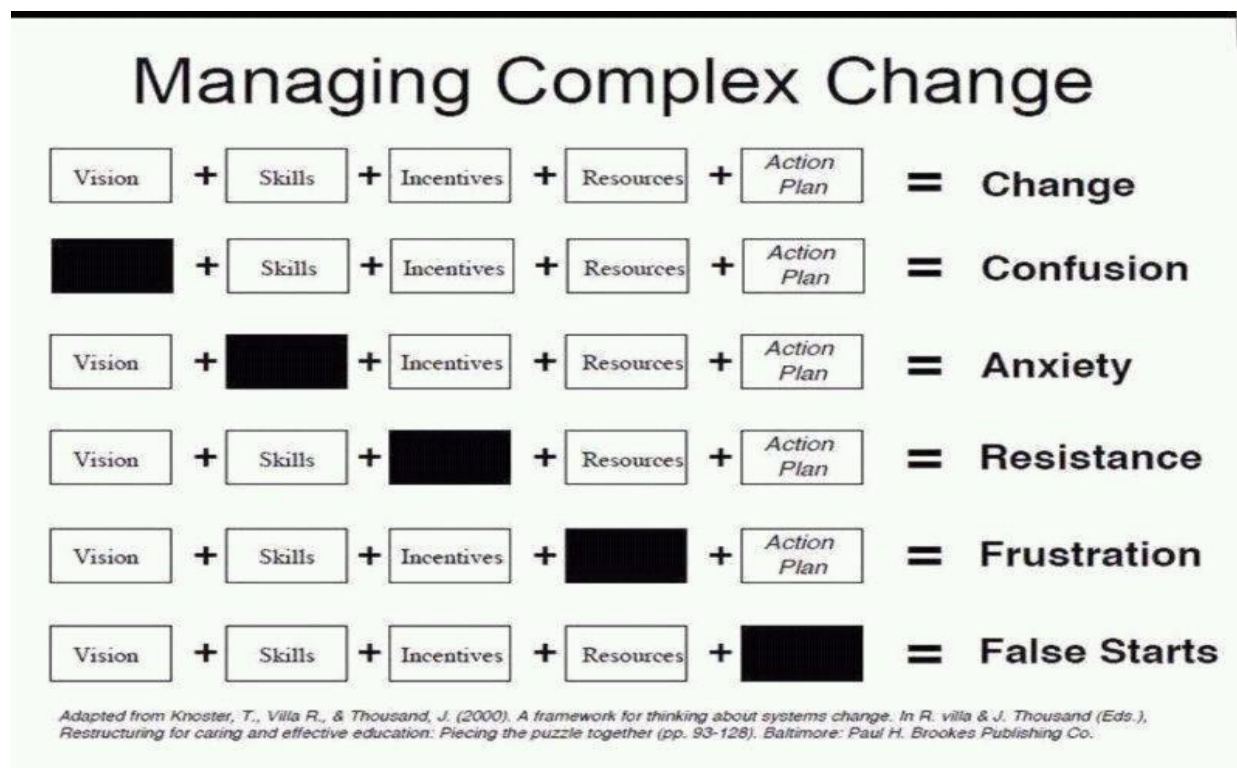 Managing Complex Change
Vision + Skills + Incentives + Resources + Action Plan = Change
+ Skills + Incentives + Resources + Action Plan = Confusion
Vision + + Incentives + Resources + Action Plan = Anxiety
Vision + Skills + + Resources + Action Plan = Resistance
Vision + Skills + Incentives + + Action Plan = Frustration
Vision + Skills + Incentives + Resources + = False Starts
Adapted from Knoster, T., Villa R., & Thousand, J. (2000). A framework for thinking about systems change. In R. villa & J. Thousand (Eds.),
Restructuring for caring and effective education: Piecing the puzzle together (pp. 93-128). Baltimore: Paul H. Brookes Publishing Co.